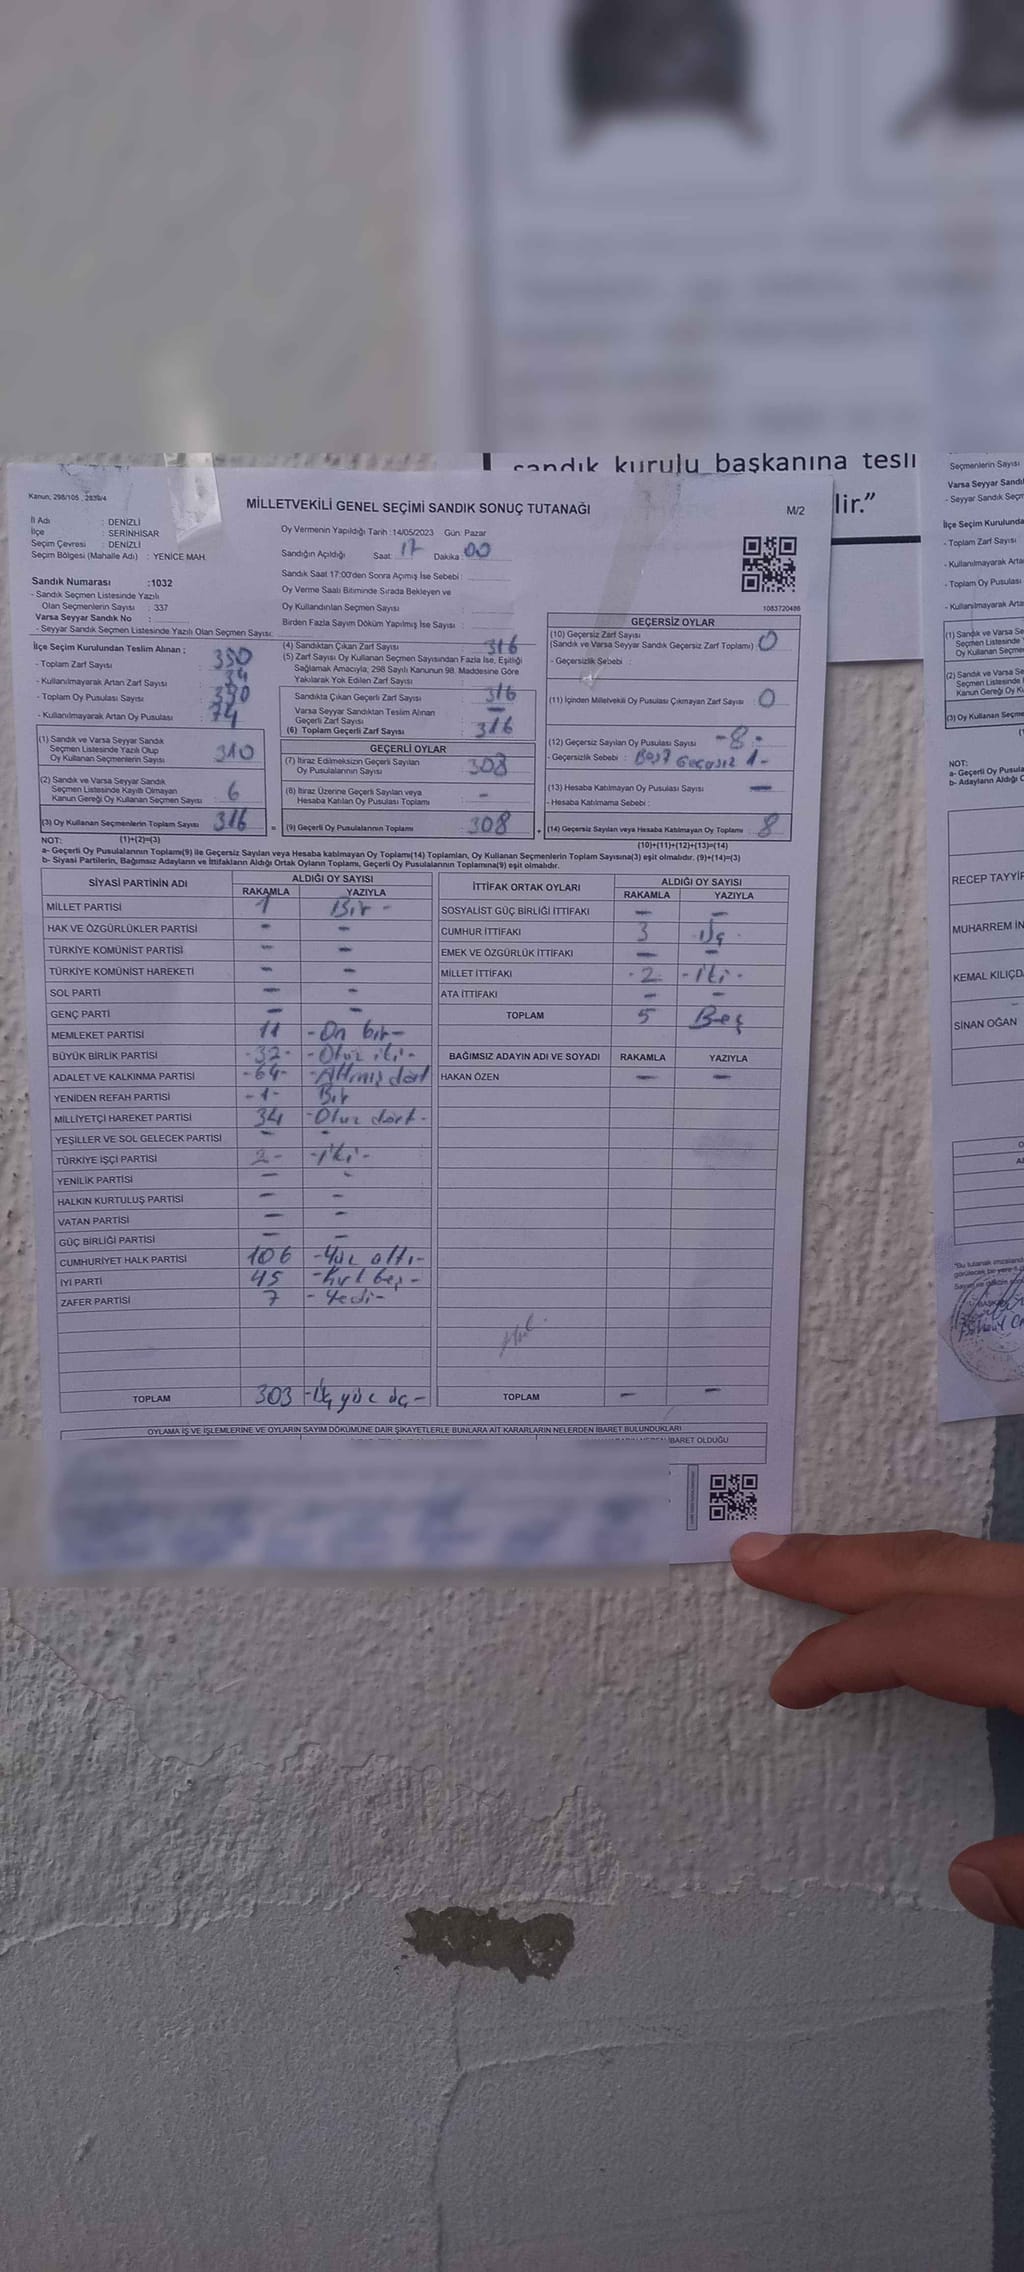 sandık kurulu başkanına tesli
lir.”
Kanun, 298/105, 2839/4
MİLLETVEKİLİ GENEL SEÇİMİ SANDIK SONUÇ TUTANAĞI
M/2
İl Adı : DENİZLİ
İlçe : SERİNHİSAR
Seçim Çevresi : DENİZLİ
Seçim Bölgesi (Mahalle Adı) : YENİCE MAH.
Sandık Numarası :1032
- Sandık Seçmen Listesinde Yazılı
Olan Seçmenlerin Sayısı : 337
Varsa Seyyar Sandık No :
- Seyyar Sandık Seçmen Listesinde Yazılı Olan Seçmen Sayısı:
Oy Vermenin Yapıldığı Tarih :14/05/2023 Gün: Pazar
Sandığın Açıldığı Saat: 17 Dakika: 00
Sandık Saat 17:00'den Sonra Açımış İse Sebebi :
Oy Verme Saati Bitiminde Sırada Bekleyen ve
Oy Kullandırılan Seçmen Sayısı :
Birden Fazla Sayım Döküm Yapılmış İse Sayısı :
1083720486
İlçe Seçim Kurulundan Teslim Alınan ;
- Toplam Zarf Sayısı : 350
- Kullanılmayarak Artan Zarf Sayısı : 34
- Toplam Oy Pusulası Sayısı : 390
- Kullanılmayarak Artan Oy Pusulası : 74
(1) Sandık ve Varsa Seyyar Sandık
Seçmen Listesinde Yazılı Olup
Oy Kullanan Seçmenlerin Sayısı : 310
(2) Sandık ve Varsa Seyyar Sandık
Seçmen Listesinde Kayıtlı Olmayan
Kanun Gereği Oy Kullanan Seçmen Sayısı : 6
(3) Oy Kullanan Seçmenlerin Toplam Sayısı : 316
(4) Sandıktan Çıkan Zarf Sayısı : 316
(5) Zarf Sayısı Oy Kullanan Seçmen Sayısından Fazla İse, Eşitliği
Sağlamak Amacıyla, 298 Sayılı Kanunun 98. Maddesine Göre
Yakılarak Yok Edilen Zarf Sayısı :
Sandıkta Çıkan Geçerli Zarf Sayısı : 316
Varsa Seyyar Sandıktan Teslim Alınan
Geçerli Zarf Sayısı : -
(6) Toplam Geçerli Zarf Sayısı : 316
GEÇERLİ OYLAR
(7) İtiraz Edilmeksizin Geçerli Sayılan
Oy Pusulalarının Sayısı : 308
(8) İtiraz Üzerine Geçerli Sayılan veya
Hesaba Katılan Oy Pusulası Toplamı : -
= (9) Geçerli Oy Pusulalarının Toplamı : 308
GEÇERSİZ OYLAR
(10) Geçersiz Zarf Sayısı
(Sandık ve Varsa Seyyar Sandık Geçersiz Zarf Toplamı) : 0
- Geçersizlik Sebebi :
(11) İçinden Milletvekili Oy Pusulası Çıkmayan Zarf Sayısı : 0
(12) Geçersiz Sayılan Oy Pusulası Sayısı : -8-
- Geçersizlik Sebebi : Geçersiz 1-
(13) Hesaba Katılmayan Oy Pusulası Sayısı : -
- Hesaba Katılmama Sebebi :
+ (14) Geçersiz Sayılan veya Hesaba Katılmayan Oy Toplamı : 8
NOT: (1)+(2)=(3)
(10)+(11)+(12)+(13)=(14)
a- Geçerli Oy Pusulalarının Toplamı(9) ile Geçersiz Sayılan veya Hesaba katılmayan Oy Toplamı(14) Toplamları, Oy Kullanan Seçmenlerin Toplam Sayısına(3) eşit olmalıdır. (9)+(14)=(3)
b- Siyasi Partilerin, Bağımsız Adayların ve İttifakların Aldığı Ortak Oyların Toplamı, Geçerli Oy Pusulalarının Toplamına(9) eşit olmalıdır.
SİYASİ PARTİNİN ADI
ALDIĞI OY SAYISI
RAKAMLA YAZIYLA
MİLLET PARTİSİ 1 Bir -
HAK VE ÖZGÜRLÜKLER PARTİSİ - -
TÜRKİYE KOMÜNİST PARTİSİ - -
TÜRKİYE KOMÜNİST HAREKETİ - -
SOL PARTİ - -
GENÇ PARTİ - -
MEMLEKET PARTİSİ 11 -On bir-
BÜYÜK BİRLİK PARTİSİ -32- -Otuz iki-
ADALET VE KALKINMA PARTİSİ -64- -Altmış dört
YENİDEN REFAH PARTİSİ -1- Bir
MİLLİYETÇİ HAREKET PARTİSİ 34 -Otuz dört-
YEŞİLLER VE SOL GELECEK PARTİSİ - -
TÜRKİYE İŞÇİ PARTİSİ 2- -iki-
YENİLİK PARTİSİ - -
HALKIN KURTULUŞ PARTİSİ - -
VATAN PARTİSİ - -
GÜÇ BİRLİĞİ PARTİSİ - -
CUMHURİYET HALK PARTİSİ 106 -Yüz altı-
İYİ PARTİ 45 -Kırk beş-
ZAFER PARTİSİ 7 -Yedi-
TOPLAM 303 -Üç yüz üç-
İTTİFAK ORTAK OYLARI
ALDIĞI OY SAYISI
RAKAMLA YAZIYLA
SOSYALİST GÜÇ BİRLİĞİ İTTİFAKI - -
CUMHUR İTTİFAKI 3 -Üç-
EMEK VE ÖZGÜRLÜK İTTİFAKI - -
MİLLET İTTİFAKI -2- -iki-
ATA İTTİFAKI - -
TOPLAM 5 Beş
BAĞIMSIZ ADAYIN ADI VE SOYADI RAKAMLA YAZIYLA
HAKAN ÖZEN - -
TOPLAM - -
OYLAMA İŞ VE İŞLEMLERİNE VE OYLARIN SAYIM DÖKÜMÜNE DAİR ŞİKAYETLERLE BUNLARA AİT KARARLARIN NELERDEN İBARET BULUNDUKLARI
İBARET OLDUĞU
Seçmenlerin Sayısı
Varsa Seyyar Sandı
- Seyyar Sandık Seçm
İlçe Seçim Kurulunda
- Toplam Zarf Sayısı
- Kullanılmayarak Arta
- Toplam Oy Pusulası
- Kullanılmayarak Arta
(1) Sandık ve Varsa Se
Seçmen Listesinde
Oy Kullanan Seçme
(2) Sandık ve Varsa Se
Seçmen Listesinde
Kanun Gereği Oy K
(3) Oy Kullanan Seçme
NOT:
a- Geçerli Oy Pusula
b- Adayların Aldığı O
RECEP TAYYİP
MUHARREM İN
KEMAL KILIÇD
SİNAN OĞAN